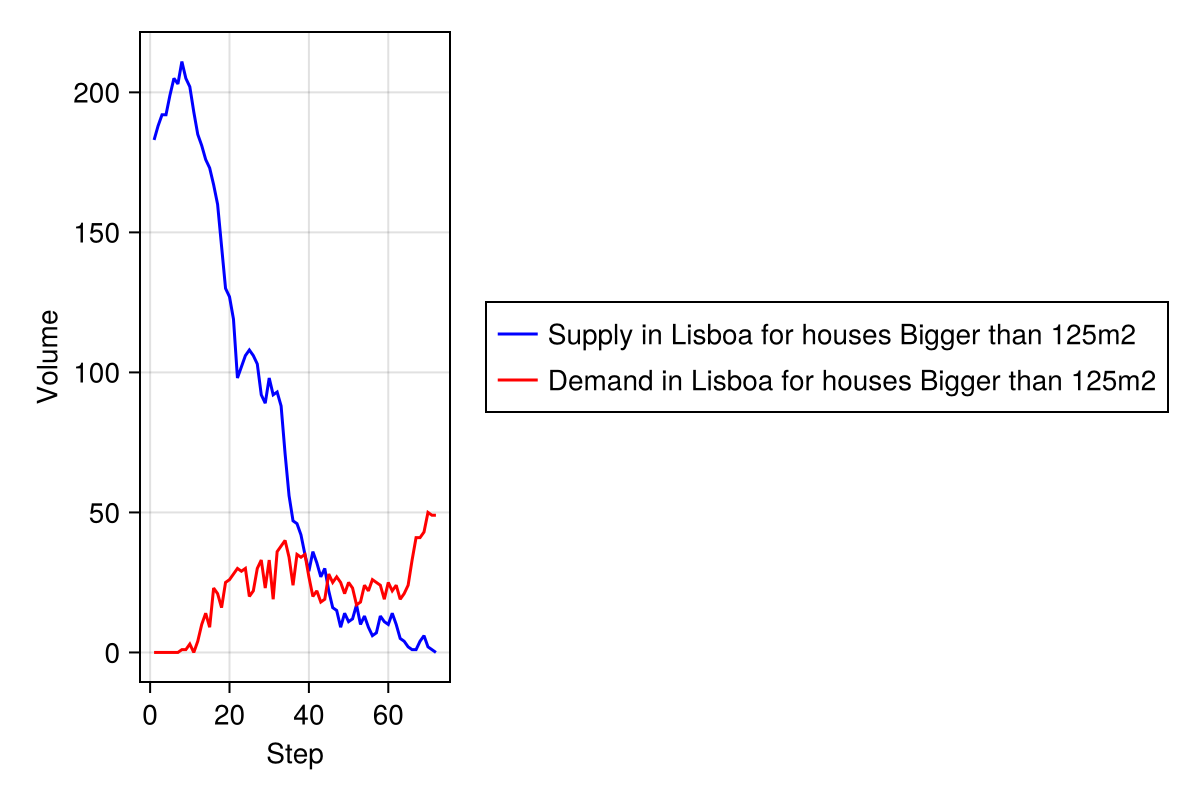 200
150
100
50
0
Volume
0 20 40 60
Step
Supply in Lisboa for houses Bigger than 125m2
Demand in Lisboa for houses Bigger than 125m2